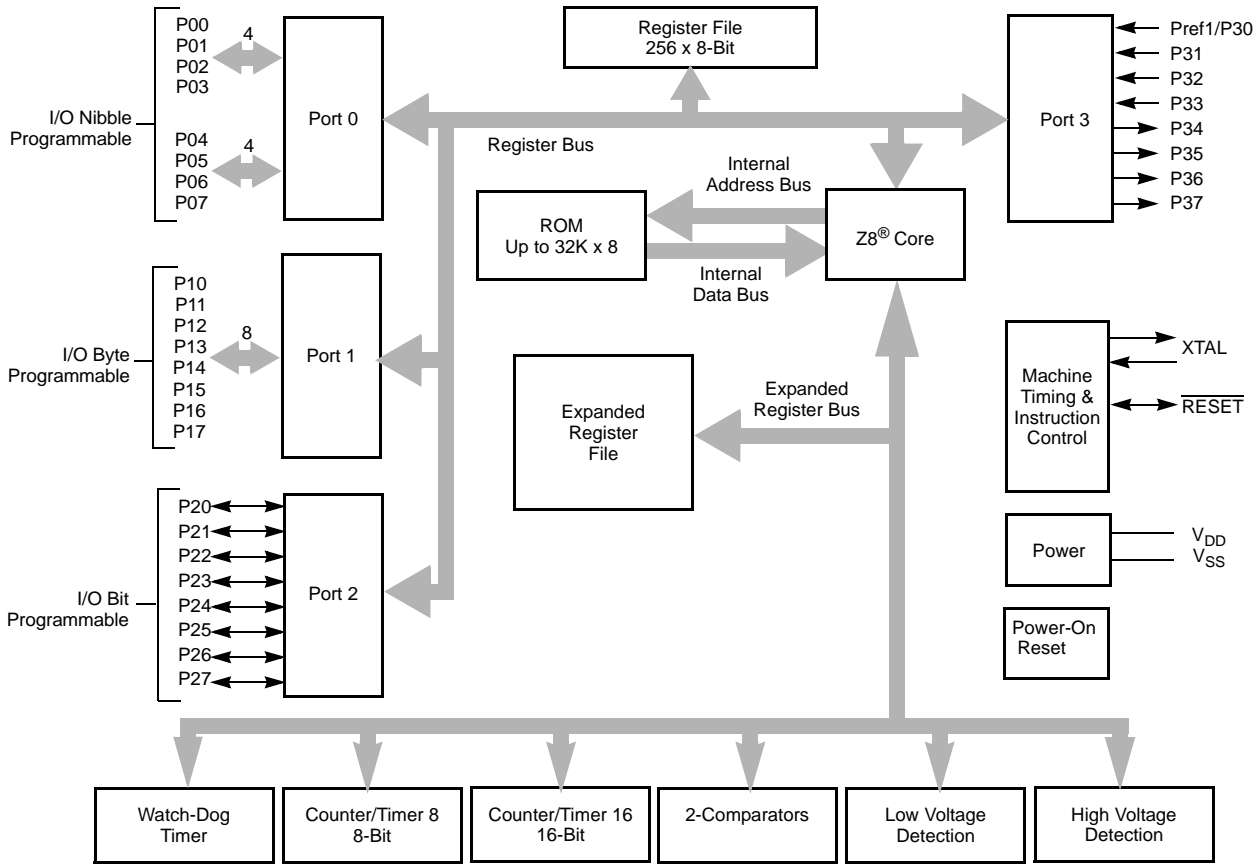 P00
P01
P02
P03
4
I/O Nibble
Programmable
P04
P05
P06
P07
4
Port 0
Register File
256 x 8-Bit
Register Bus
Port 3
Pref1/P30
P31
P32
P33
P34
P35
P36
P37
Internal
Address Bus
ROM
Up to 32K x 8
Z8® Core
Internal
Data Bus
P10
P11
P12
P13
P14
P15
P16
P17
8
I/O Byte
Programmable
Port 1
Expanded
Register
File
Expanded
Register Bus
Machine
Timing &
Instruction
Control
XTAL
RESET
P20
P21
P22
P23
P24
P25
P26
P27
I/O Bit
Programmable
Port 2
Power
VDD
VSS
Power-On
Reset
Watch-Dog
Timer
Counter/Timer 8
8-Bit
Counter/Timer 16
16-Bit
2-Comparators
Low Voltage
Detection
High Voltage
Detection